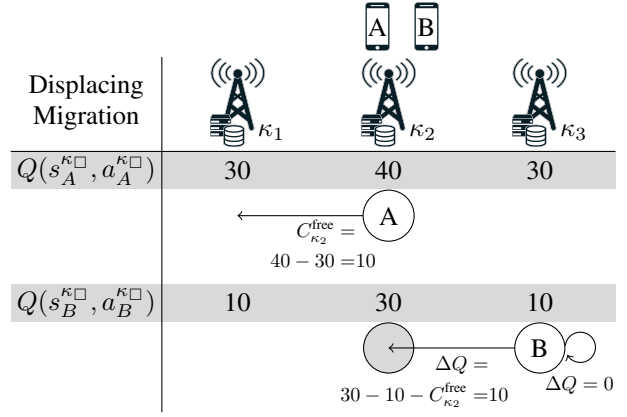 A B
Displacing
Migration
κ₁ κ₂ κ₃
Q(s_A^{κ□}, a_A^{κ□}) 30 40 30
A
C_{κ₂}^{free} =
40 − 30 =10
Q(s_B^{κ□}, a_B^{κ□}) 10 30 10
B
ΔQ =
ΔQ = 0
30 − 10 − C_{κ₂}^{free} =10